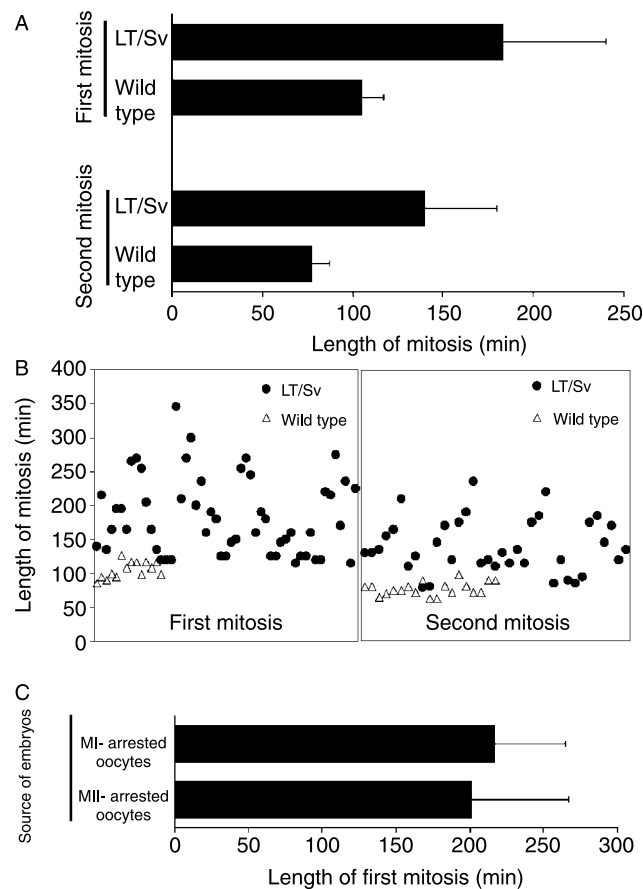 A
First mitosis
LT/Sv
Wild
type
Second mitosis
LT/Sv
Wild
type
0 50 100 150 200 250
Length of mitosis (min)
B
Length of mitosis (min)
400
350
300
250
200
150
100
50
0
LT/Sv
Wild type
First mitosis
LT/Sv
Wild type
Second mitosis
C
Source of embryos
MI- arrested
oocytes
MII- arrested
oocytes
0 50 100 150 200 250 300
Length of first mitosis (min)